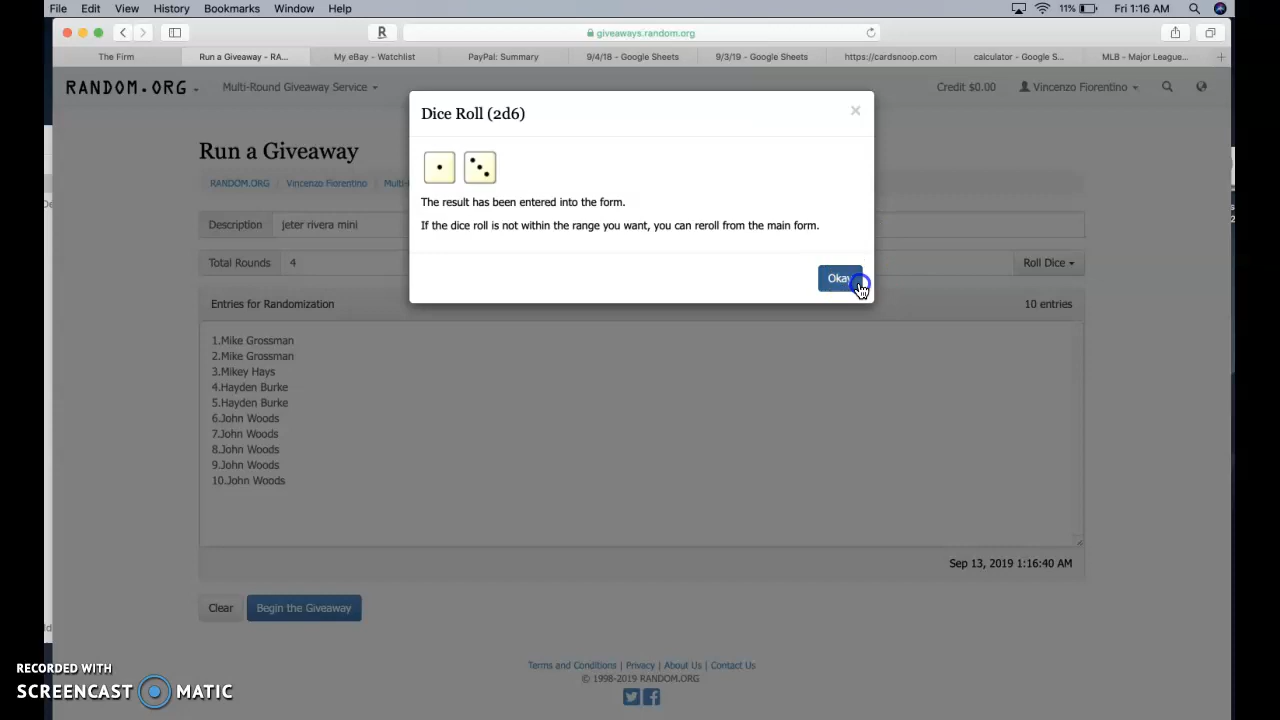 File Edit View History Bookmarks Window Help 11% Fri 1:16 AM
R giveaways.random.org
The Firm Run a Giveaway - RA... My eBay - Watchlist PayPal: Summary 9/4/18 - Google Sheets 9/3/19 - Google Sheets https://cardsnoop.com calculator - Google S... MLB - Major League...
RANDOM.ORG Multi-Round Giveaway Service Credit $0.00 Vincenzo Fiorentino
Dice Roll (2d6) ×
Run a Giveaway
RANDOM.ORG Vincenzo Fiorentino Multi-
The result has been entered into the form.
If the dice roll is not within the range you want, you can reroll from the main form.
Description jeter rivera mini
Total Rounds 4 Roll Dice
Okay
Entries for Randomization 10 entries
1.Mike Grossman
2.Mike Grossman
3.Mikey Hays
4.Hayden Burke
5.Hayden Burke
6.John Woods
7.John Woods
8.John Woods
9.John Woods
10.John Woods
Sep 13, 2019 1:16:40 AM
Clear Begin the Giveaway
Terms and Conditions | Privacy | About Us | Contact Us
© 1998-2019 RANDOM.ORG
RECORDED WITH
SCREENCAST MATIC